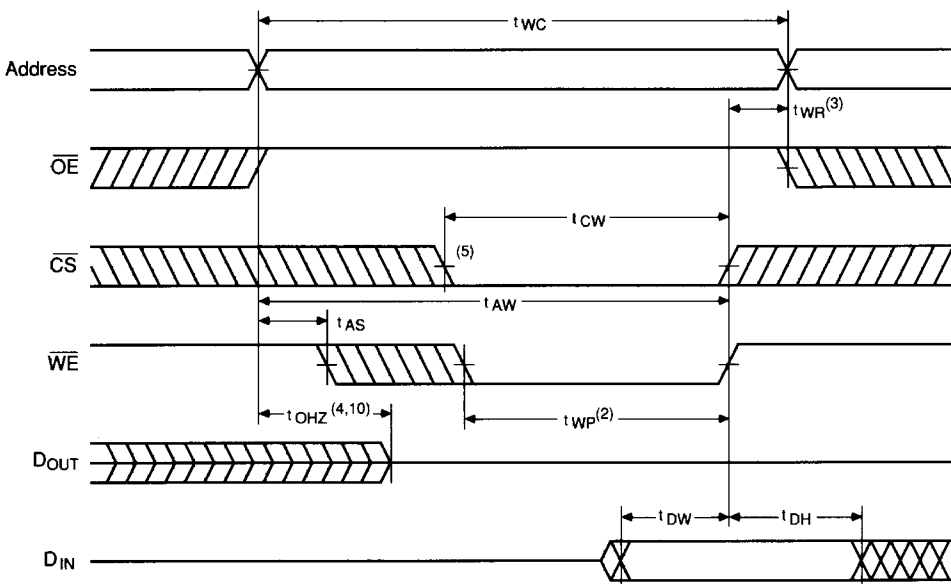 tWC
Address
tWR(3)
OE
tCW
CS
(5)
tAW
tAS
WE
tOHZ(4,10)
tWP(2)
DOUT
tDW
tDH
DIN